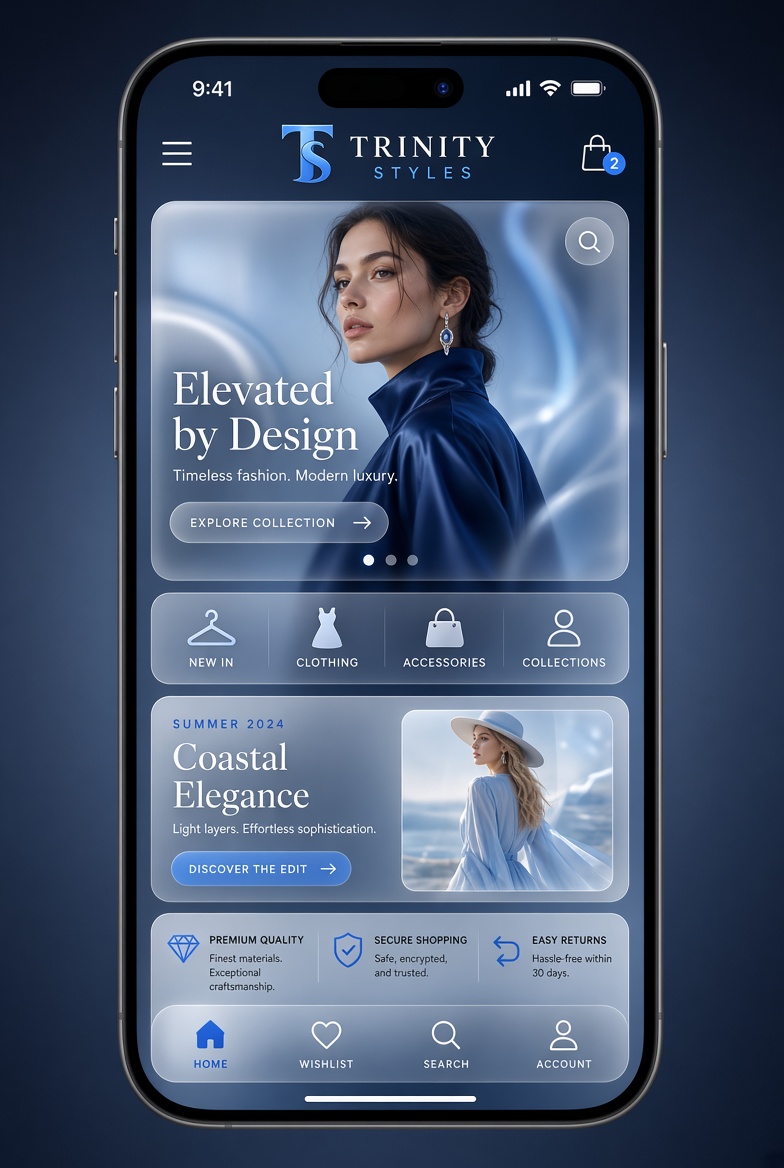 9:41
TS
TRINITY
STYLES
2
Elevated
by Design
Timeless fashion. Modern luxury.
EXPLORE COLLECTION
NEW IN
CLOTHING
ACCESSORIES
COLLECTIONS
SUMMER 2024
Coastal
Elegance
Light layers. Effortless sophistication.
DISCOVER THE EDIT
PREMIUM QUALITY
Finest materials.
Exceptional
craftsmanship.
SECURE SHOPPING
Safe, encrypted,
and trusted.
EASY RETURNS
Hassle-free within
30 days.
HOME
WISHLIST
SEARCH
ACCOUNT